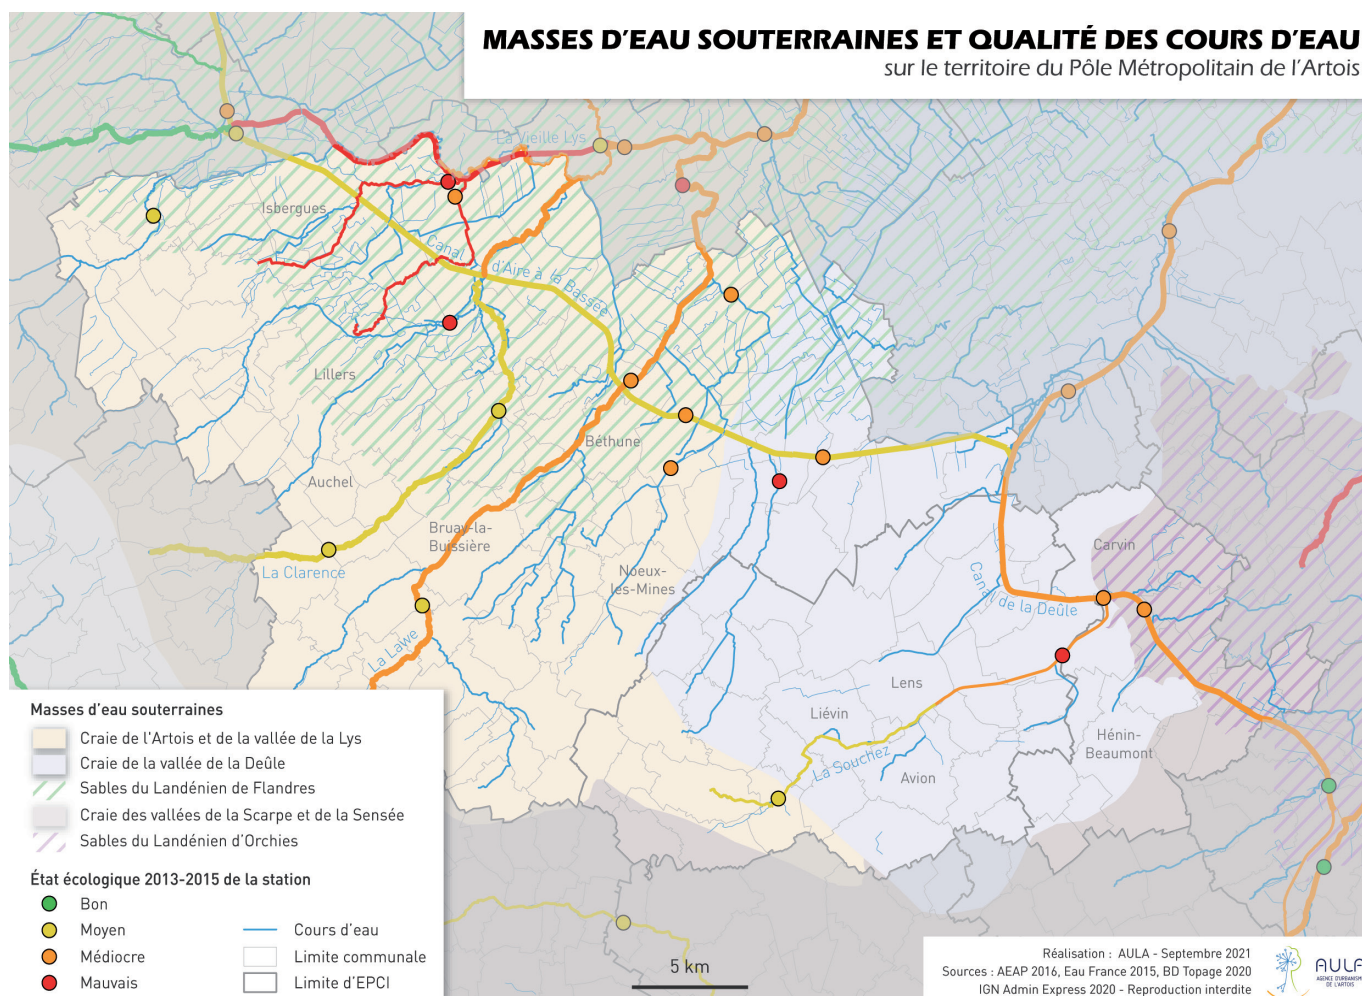 MASSES D'EAU SOUTERRAINES ET QUALITÉ DES COURS D'EAU
sur le territoire du Pôle Métropolitain de l'Artois
La Vieille Lys
Isbergues
Canal d'Aire à la Bassée
Lillers
Béthune
Auchel
Bruay-la-
Buissière
La Clarence
Noeux-
les-Mines
Carvin
Canal de la Deûle
La Lawe
Lens
Liévin
Hénin-
Beaumont
La Souchez
Avion
Masses d'eau souterraines
Craie de l'Artois et de la vallée de la Lys
Craie de la vallée de la Deûle
Sables du Landénien de Flandres
Craie des vallées de la Scarpe et de la Sensée
Sables du Landénien d'Orchies
État écologique 2013-2015 de la station
Bon
Moyen
Médiocre
Mauvais
Cours d'eau
Limite communale
Limite d'EPCI
5 km
Réalisation : AULA - Septembre 2021
Sources : AEAP 2016, Eau France 2015, BD Topage 2020
IGN Admin Express 2020 - Reproduction interdite
AULA
AGENCE D'URBANISME
DE L'ARTOIS